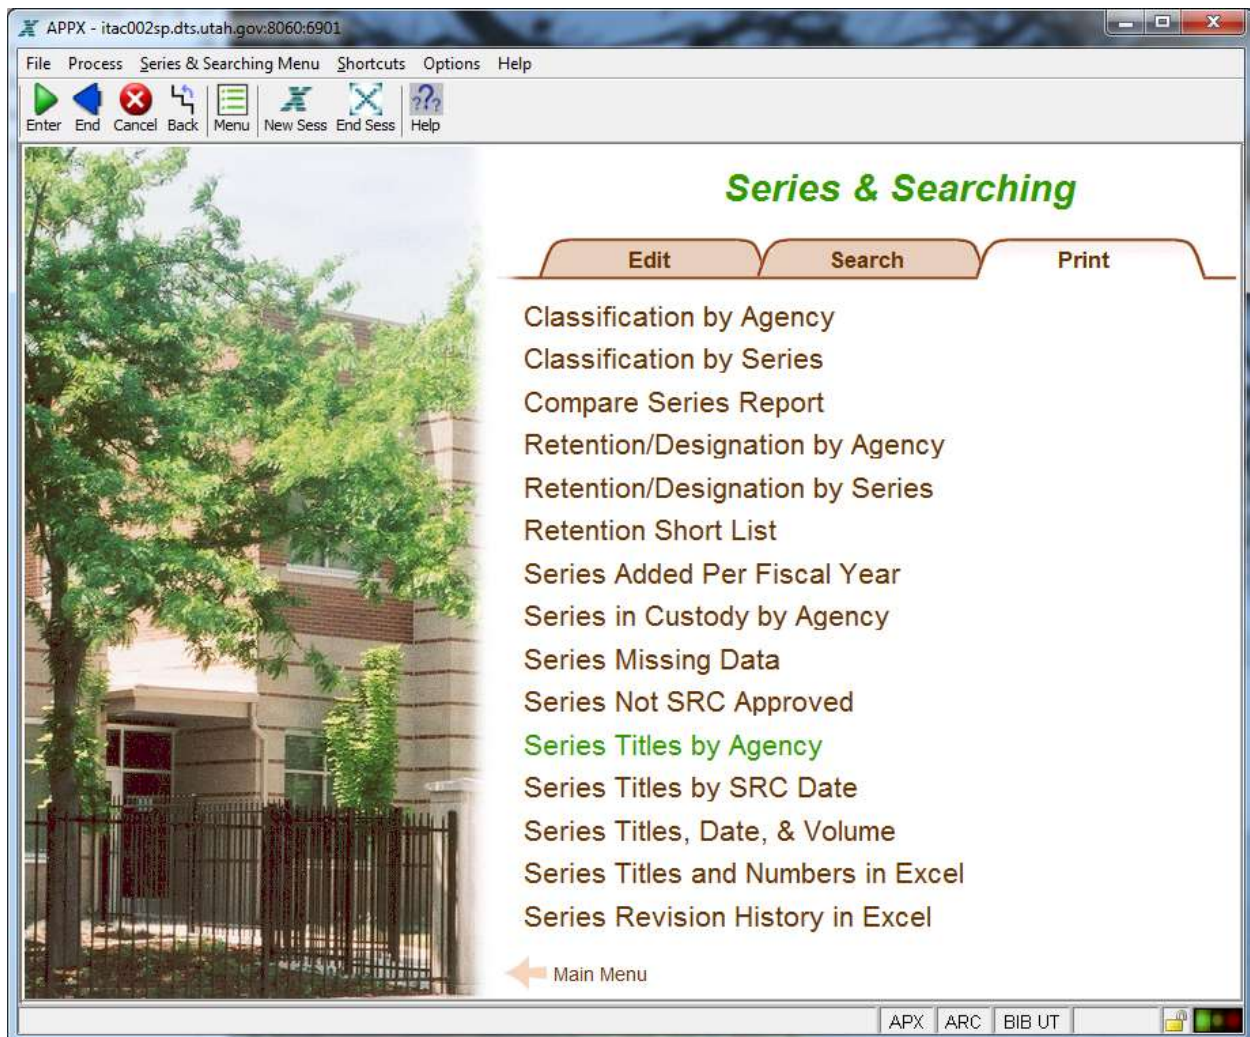 APPX - itac002sp.dts.utah.gov:8060:6901
File Process Series & Searching Menu Shortcuts Options Help
Enter End Cancel Back Menu New Sess End Sess Help
Series & Searching
Edit Search Print
Classification by Agency
Classification by Series
Compare Series Report
Retention/Designation by Agency
Retention/Designation by Series
Retention Short List
Series Added Per Fiscal Year
Series in Custody by Agency
Series Missing Data
Series Not SRC Approved
Series Titles by Agency
Series Titles by SRC Date
Series Titles, Date, & Volume
Series Titles and Numbers in Excel
Series Revision History in Excel
Main Menu
APX ARC BIB UT